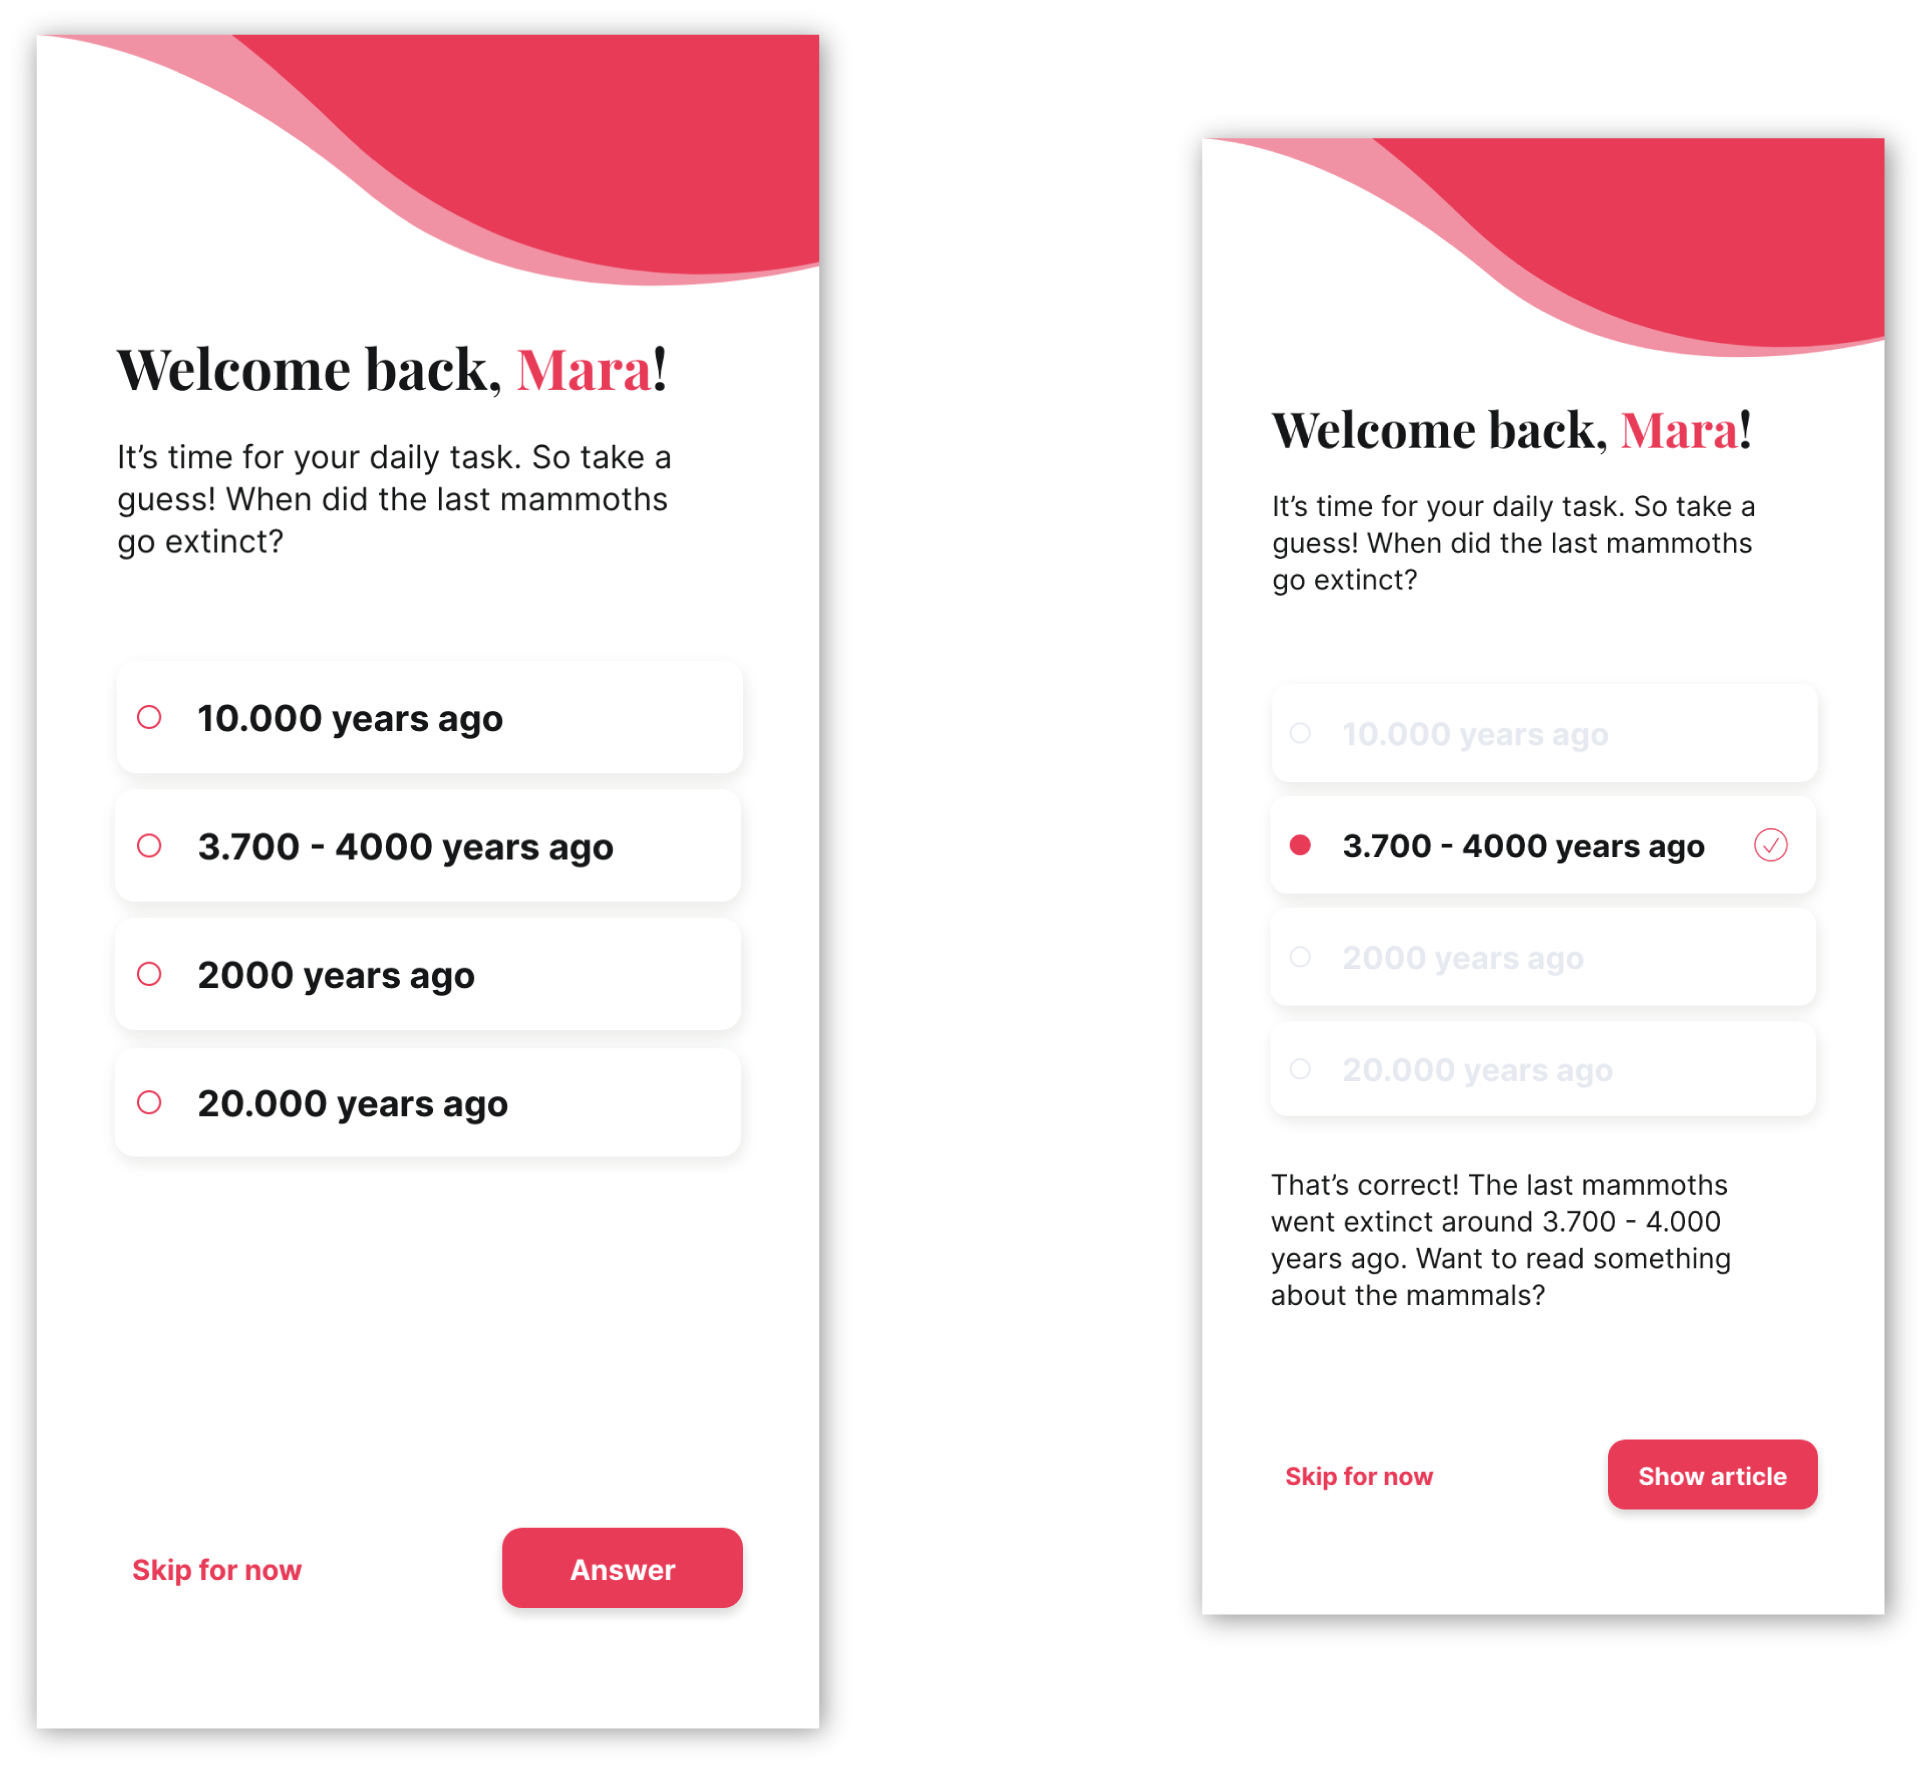 Welcome back, Mara!
It’s time for your daily task. So take a
guess! When did the last mammoths
go extinct?
10.000 years ago
3.700 - 4000 years ago
2000 years ago
20.000 years ago
Skip for now
Answer
Welcome back, Mara!
It’s time for your daily task. So take a
guess! When did the last mammoths
go extinct?
10.000 years ago
3.700 - 4000 years ago
2000 years ago
20.000 years ago
That’s correct! The last mammoths
went extinct around 3.700 - 4.000
years ago. Want to read something
about the mammals?
Skip for now
Show article